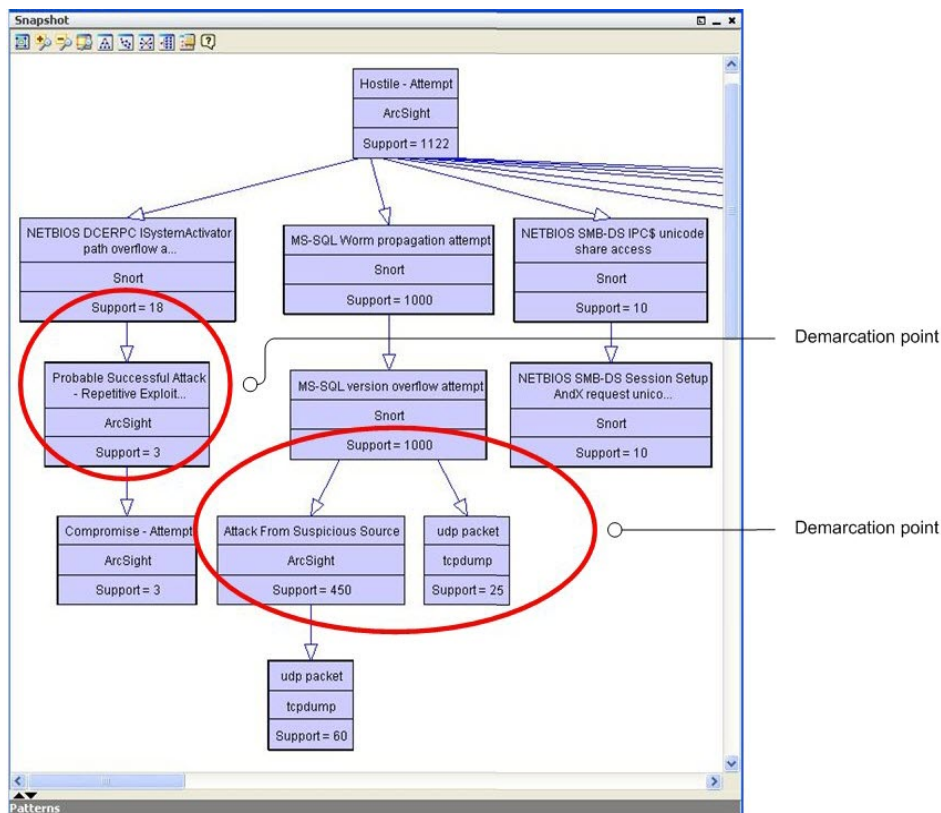 Snapshot
Hostile - Attempt
ArcSight
Support = 1122
NETBIOS DCERPC ISystemActivator
path overflow a...
Snort
Support = 18
MS-SQL Worm propagation attempt
Snort
Support = 1000
NETBIOS SMB-DS IPC$ unicode
share access
Snort
Support = 10
Demarcation point
Probable Successful Attack
- Repetitive Exploit...
ArcSight
Support = 3
MS-SQL version overflow attempt
Snort
Support = 1000
NETBIOS SMB-DS Session Setup
AndX request unico...
Snort
Support = 10
Compromise - Attempt
ArcSight
Support = 3
Attack From Suspicious Source
ArcSight
Support = 450
udp packet
tcpdump
Support = 25
Demarcation point
udp packet
tcpdump
Support = 60
Patterns